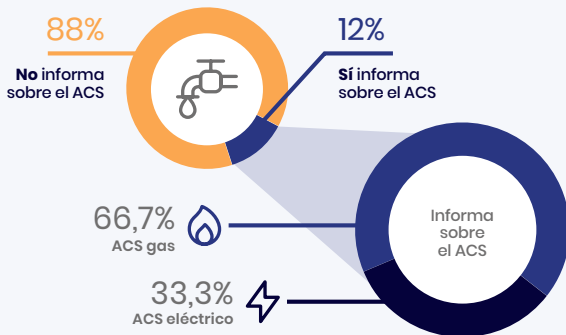 88%
No informa
sobre el ACS
12%
Sí informa
sobre el ACS
66,7%
ACS gas
33,3%
ACS eléctrico
Informa
sobre
el ACS